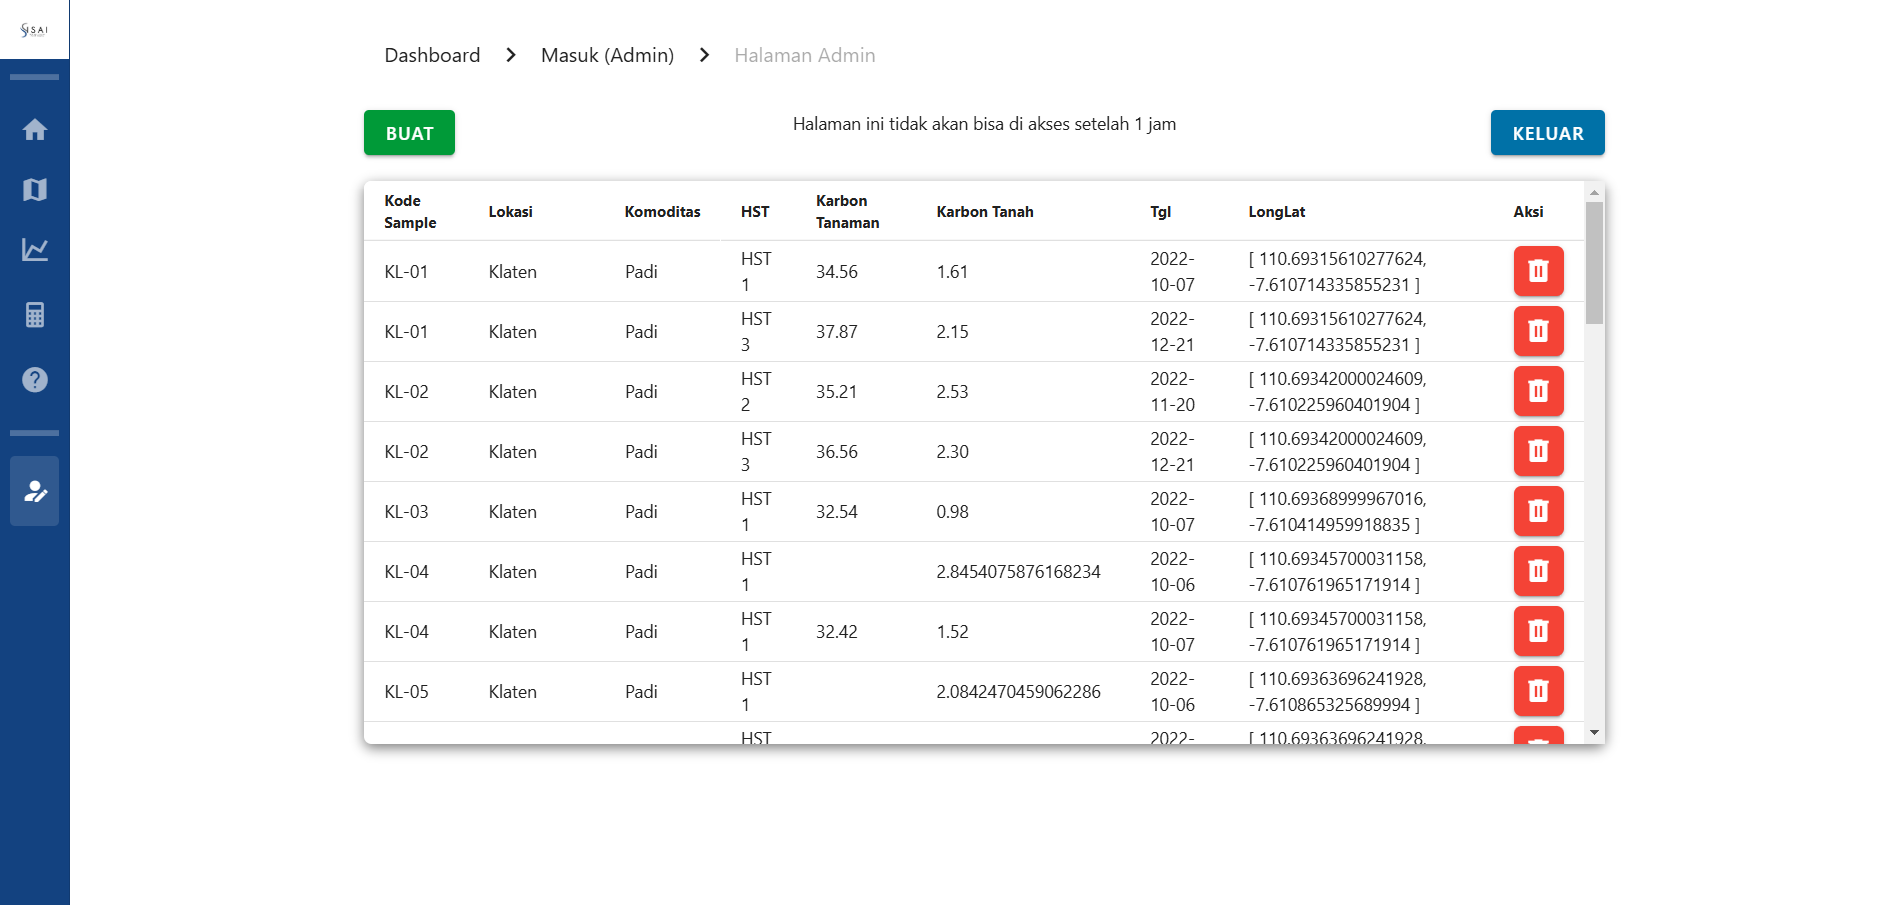 ISAI
Dashboard > Masuk (Admin) > Halaman Admin
BUAT
Halaman ini tidak akan bisa di akses setelah 1 jam
KELUAR
Kode Sample Lokasi Komoditas HST Karbon Tanaman Karbon Tanah Tgl LongLat Aksi
KL-01 Klaten Padi HST 1 34.56 1.61 2022-10-07 [ 110.69315610277624, -7.610714335855231 ]
KL-01 Klaten Padi HST 3 37.87 2.15 2022-12-21 [ 110.69315610277624, -7.610714335855231 ]
KL-02 Klaten Padi HST 2 35.21 2.53 2022-11-20 [ 110.69342000024609, -7.610225960401904 ]
KL-02 Klaten Padi HST 3 36.56 2.30 2022-12-21 [ 110.69342000024609, -7.610225960401904 ]
KL-03 Klaten Padi HST 1 32.54 0.98 2022-10-07 [ 110.69368999967016, -7.610414959918835 ]
KL-04 Klaten Padi HST 1 2.8454075876168234 2022-10-06 [ 110.69345700031158, -7.610761965171914 ]
KL-04 Klaten Padi HST 1 32.42 1.52 2022-10-07 [ 110.69345700031158, -7.610761965171914 ]
KL-05 Klaten Padi HST 1 2.0842470459062286 2022-10-06 [ 110.69363696241928, -7.610865325689994 ]
HST 2022- [ 110.69363696241928,